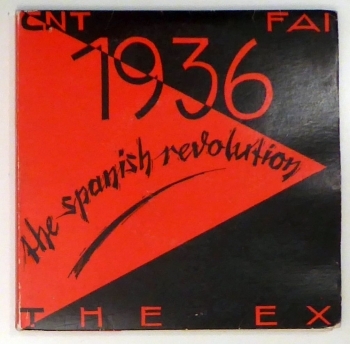 CNT FAI
1936
the spanish revolution
THE EX